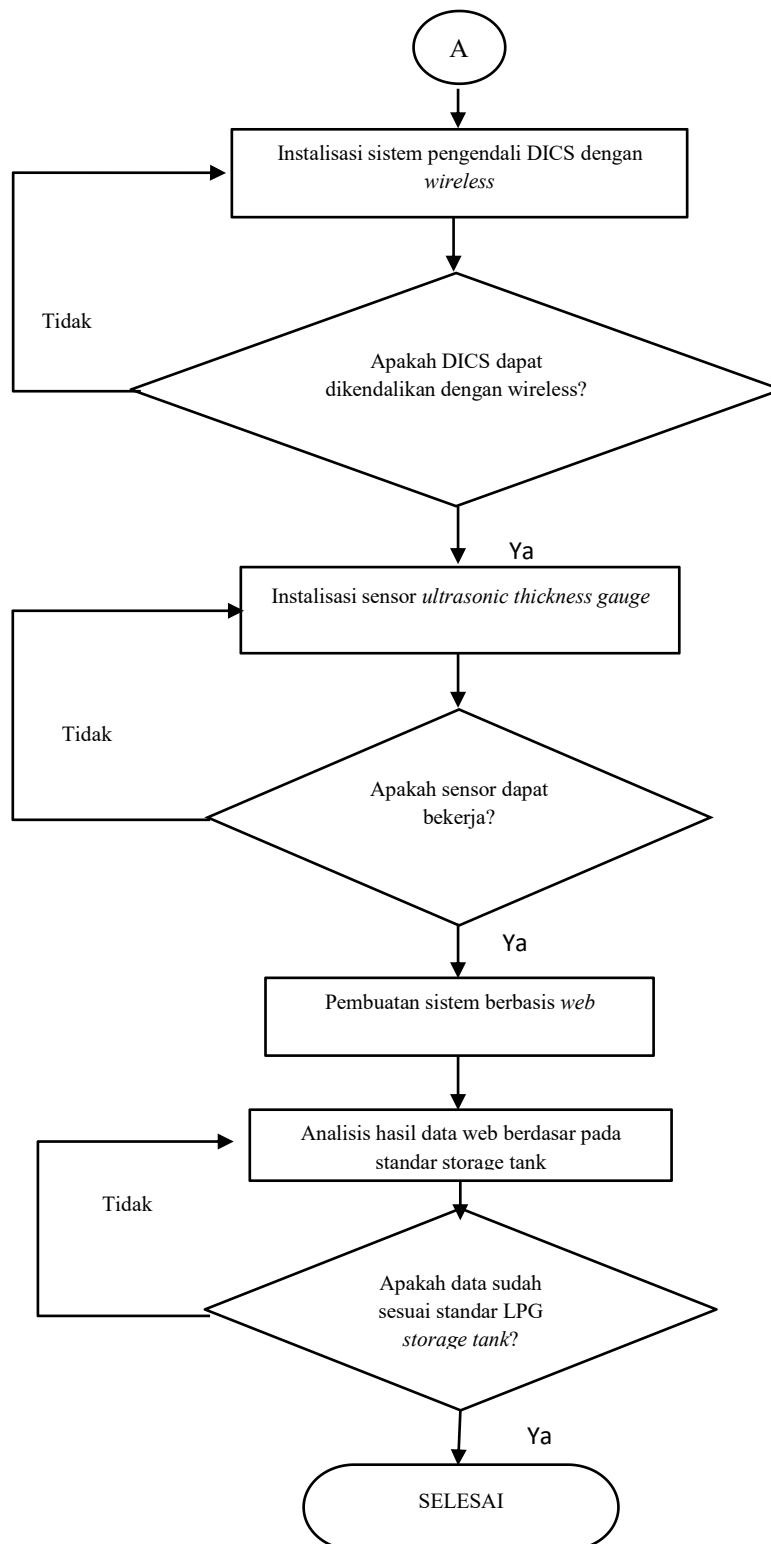 A
Instalisasi sistem pengendali DICS dengan
wireless
Tidak
Apakah DICS dapat
dikendalikan dengan wireless?
Ya
Instalisasi sensor ultrasonic thickness gauge
Tidak
Apakah sensor dapat
bekerja?
Ya
Pembuatan sistem berbasis web
Analisis hasil data web berdasar pada
standar storage tank
Tidak
Apakah data sudah
sesuai standar LPG
storage tank?
Ya
SELESAI